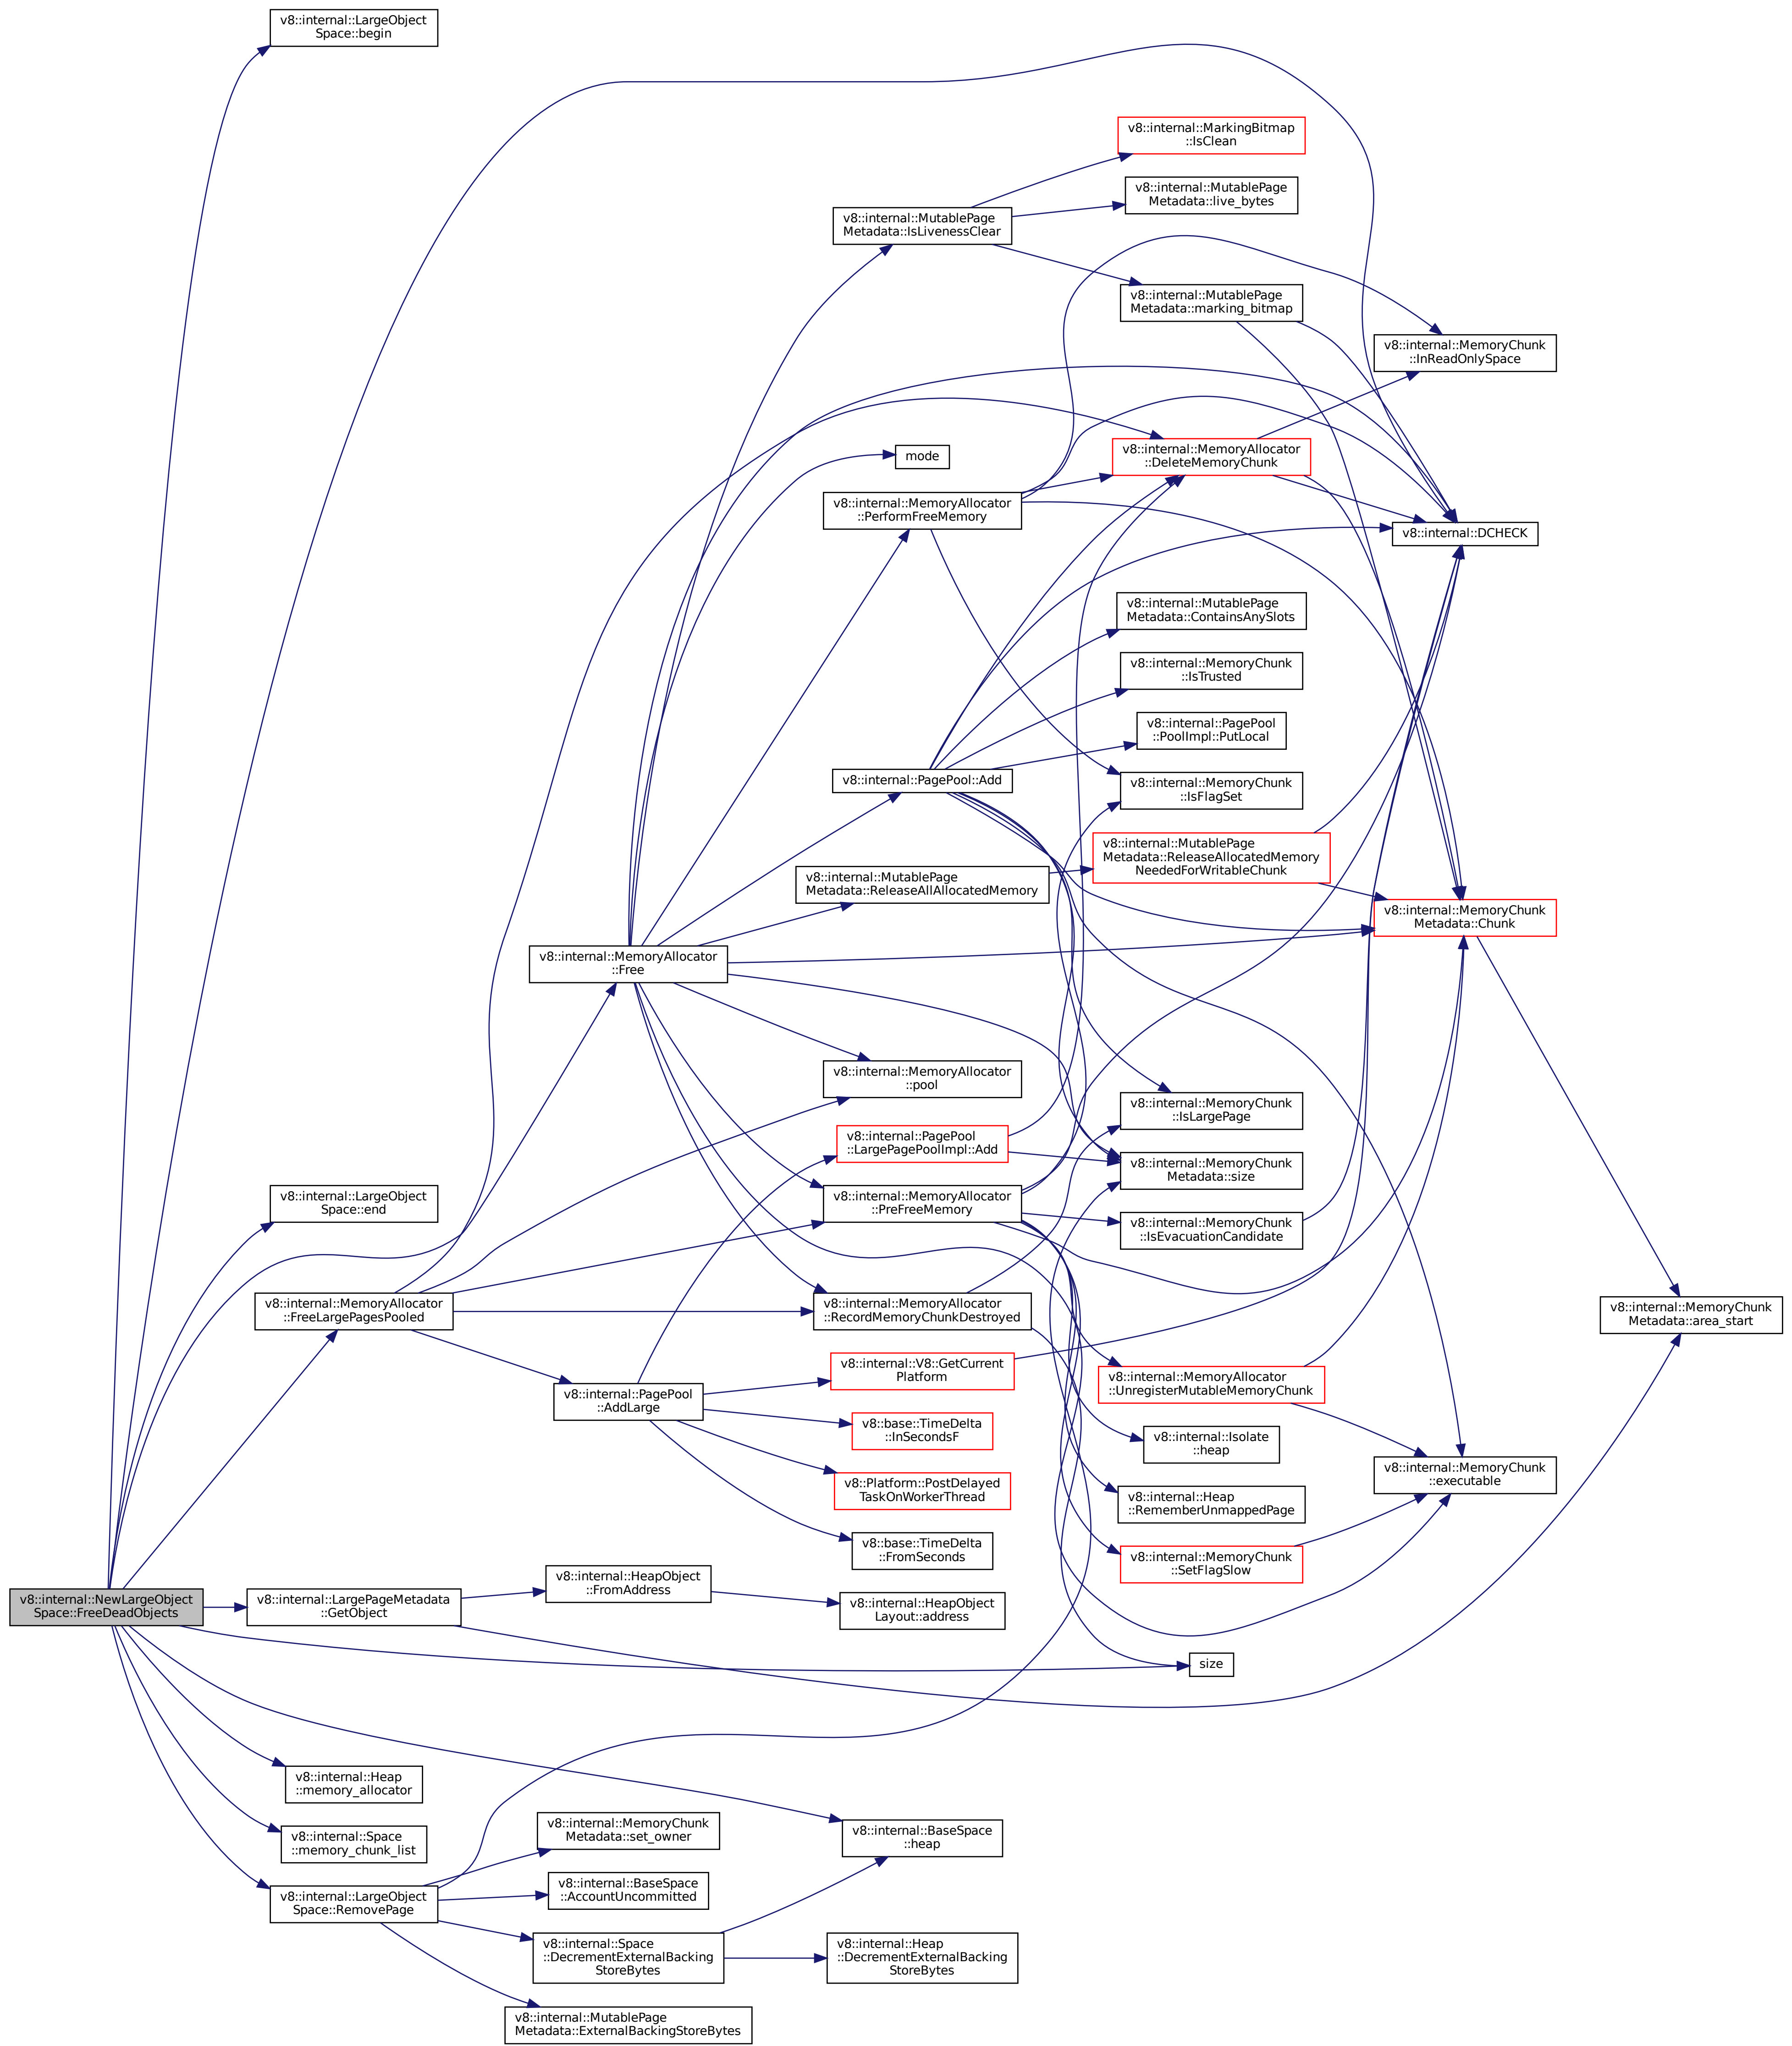 v8::internal::LargeObject
Space::begin
v8::internal::MarkingBitmap
::IsClean
v8::internal::MutablePage
Metadata::live_bytes
v8::internal::MutablePage
Metadata::IsLivenessClear
v8::internal::MutablePage
Metadata::marking_bitmap
v8::internal::MemoryChunk
::InReadOnlySpace
mode
v8::internal::MemoryAllocator
::DeleteMemoryChunk
v8::internal::MemoryAllocator
::PerformFreeMemory
v8::internal::DCHECK
v8::internal::MutablePage
Metadata::ContainsAnySlots
v8::internal::MemoryChunk
::IsTrusted
v8::internal::PagePool
::PoolImpl::PutLocal
v8::internal::PagePool::Add
v8::internal::MemoryChunk
::IsFlagSet
v8::internal::MutablePage
Metadata::ReleaseAllocatedMemory
NeededForWritableChunk
v8::internal::MutablePage
Metadata::ReleaseAllAllocatedMemory
v8::internal::MemoryChunk
Metadata::Chunk
v8::internal::MemoryAllocator
::Free
v8::internal::MemoryAllocator
::pool
v8::internal::MemoryChunk
::IsLargePage
v8::internal::PagePool
::LargePagePoolImpl::Add
v8::internal::MemoryChunk
Metadata::size
v8::internal::LargeObject
Space::end
v8::internal::MemoryAllocator
::PreFreeMemory
v8::internal::MemoryChunk
::IsEvacuationCandidate
v8::internal::MemoryAllocator
::FreeLargePagesPooled
v8::internal::MemoryAllocator
::RecordMemoryChunkDestroyed
v8::internal::MemoryChunk
Metadata::area_start
v8::internal::PagePool
::AddLarge
v8::internal::V8::GetCurrent
Platform
v8::internal::MemoryAllocator
::UnregisterMutableMemoryChunk
v8::base::TimeDelta
::InSecondsF
v8::internal::Isolate
::heap
v8::internal::MemoryChunk
::executable
v8::Platform::PostDelayed
TaskOnWorkerThread
v8::internal::Heap
::RememberUnmappedPage
v8::base::TimeDelta
::FromSeconds
v8::internal::MemoryChunk
::SetFlagSlow
v8::internal::NewLargeObject
Space::FreeDeadObjects
v8::internal::LargePageMetadata
::GetObject
v8::internal::HeapObject
::FromAddress
v8::internal::HeapObject
Layout::address
size
v8::internal::Heap
::memory_allocator
v8::internal::Space
::memory_chunk_list
v8::internal::MemoryChunk
Metadata::set_owner
v8::internal::BaseSpace
::heap
v8::internal::LargeObject
Space::RemovePage
v8::internal::BaseSpace
::AccountUncommitted
v8::internal::Space
::DecrementExternalBacking
StoreBytes
v8::internal::Heap
::DecrementExternalBacking
StoreBytes
v8::internal::MutablePage
Metadata::ExternalBackingStoreBytes